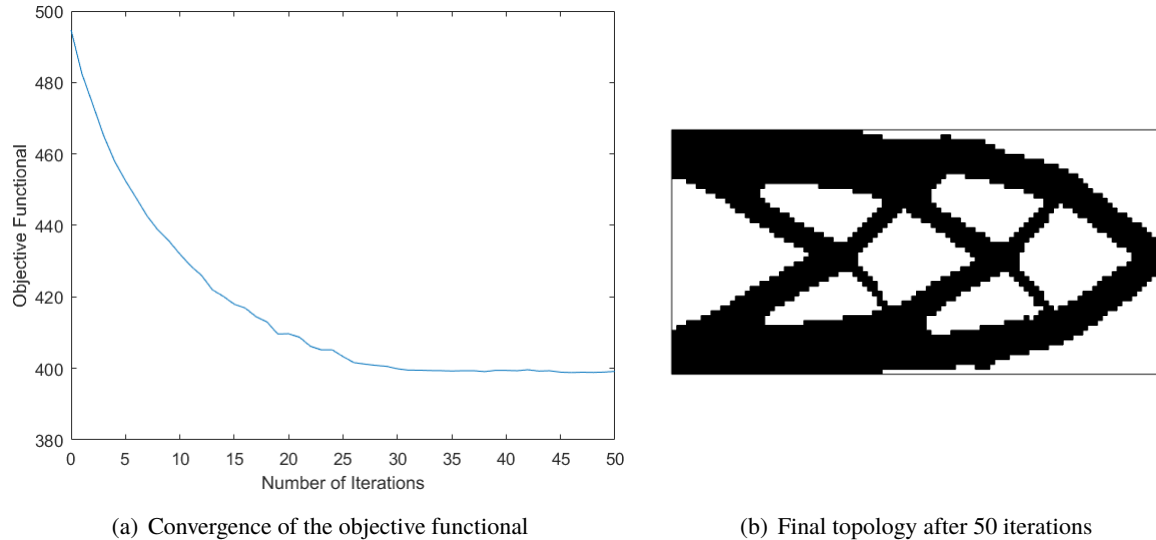 500
480
460
440
420
400
380
Objective Functional
0 5 10 15 20 25 30 35 40 45 50
Number of Iterations
(a) Convergence of the objective functional
(b) Final topology after 50 iterations